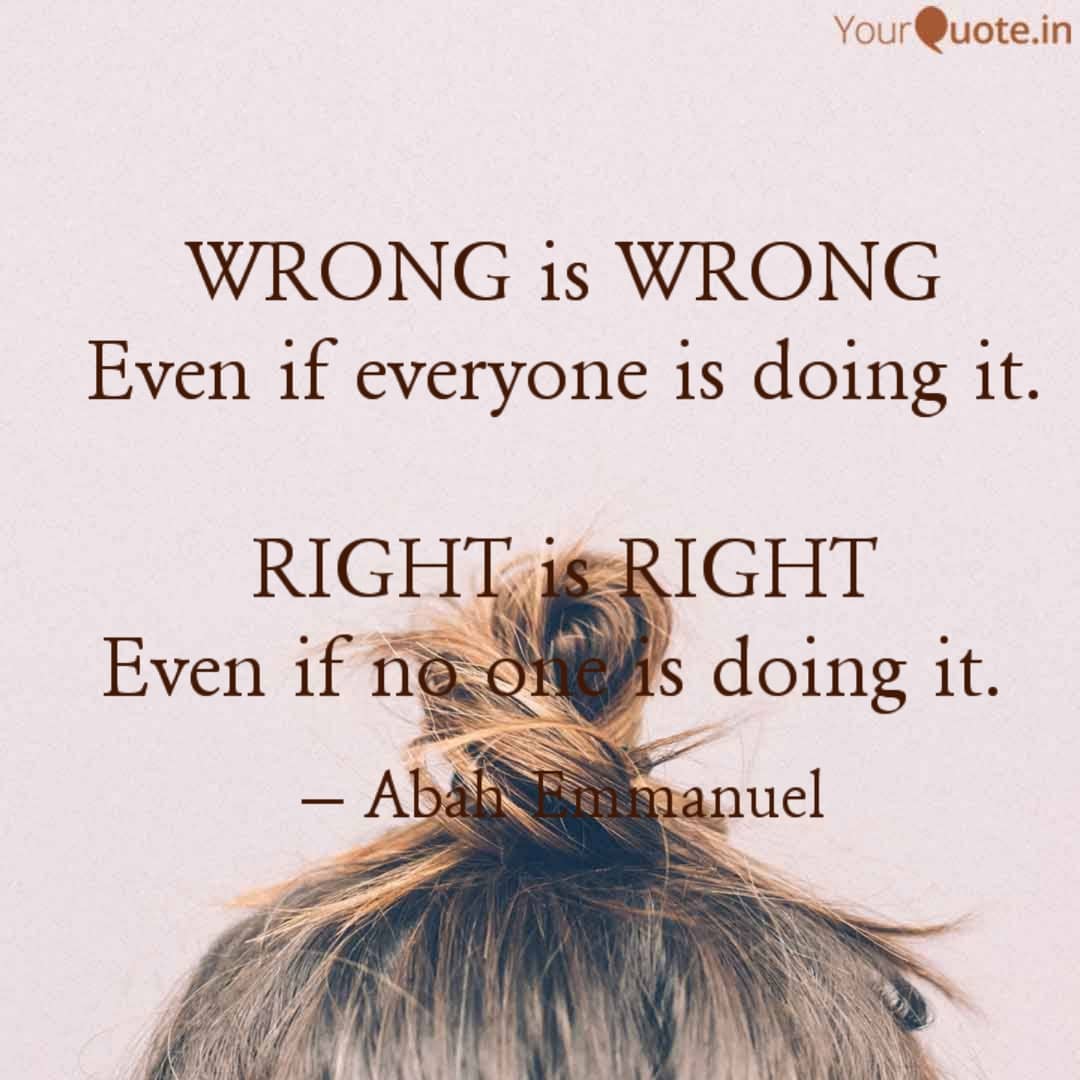 YourQuote.in
WRONG is WRONG
Even if everyone is doing it.
RIGHT is RIGHT
Even if no one is doing it.
— Abah Emmanuel